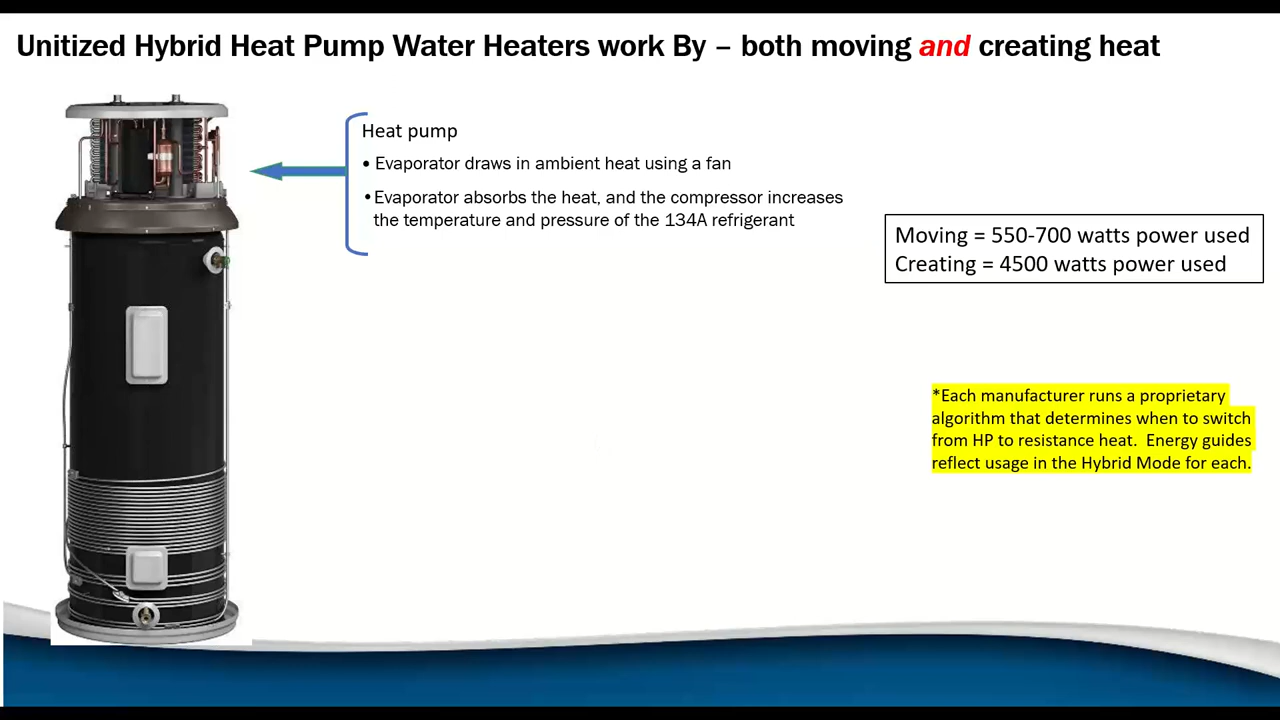 Unitized Hybrid Heat Pump Water Heaters work By – both moving and creating heat
Heat pump
• Evaporator draws in ambient heat using a fan
• Evaporator absorbs the heat, and the compressor increases
the temperature and pressure of the 134A refrigerant
Moving = 550-700 watts power used
Creating = 4500 watts power used
*Each manufacturer runs a proprietary
algorithm that determines when to switch
from HP to resistance heat.  Energy guides
reflect usage in the Hybrid Mode for each.